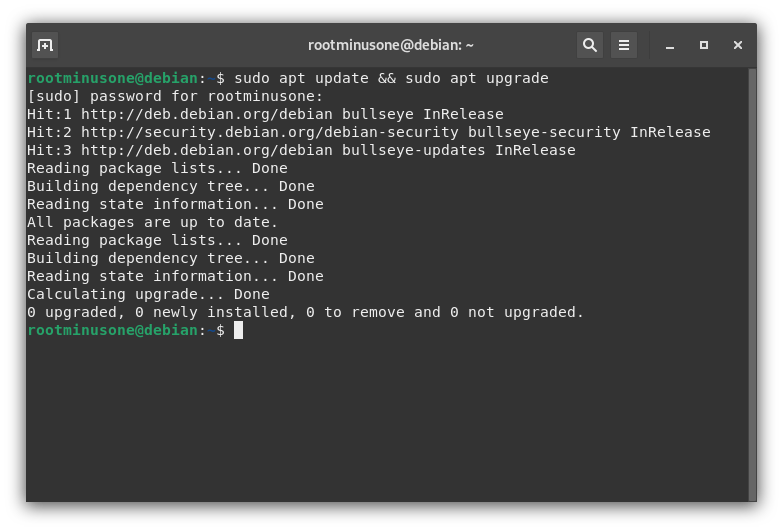 rootminusone@debian: ~
rootminusone@debian:~$ sudo apt update && sudo apt upgrade
[sudo] password for rootminusone:
Hit:1 http://deb.debian.org/debian bullseye InRelease
Hit:2 http://security.debian.org/debian-security bullseye-security InRelease
Hit:3 http://deb.debian.org/debian bullseye-updates InRelease
Reading package lists... Done
Building dependency tree... Done
Reading state information... Done
All packages are up to date.
Reading package lists... Done
Building dependency tree... Done
Reading state information... Done
Calculating upgrade... Done
0 upgraded, 0 newly installed, 0 to remove and 0 not upgraded.
rootminusone@debian:~$